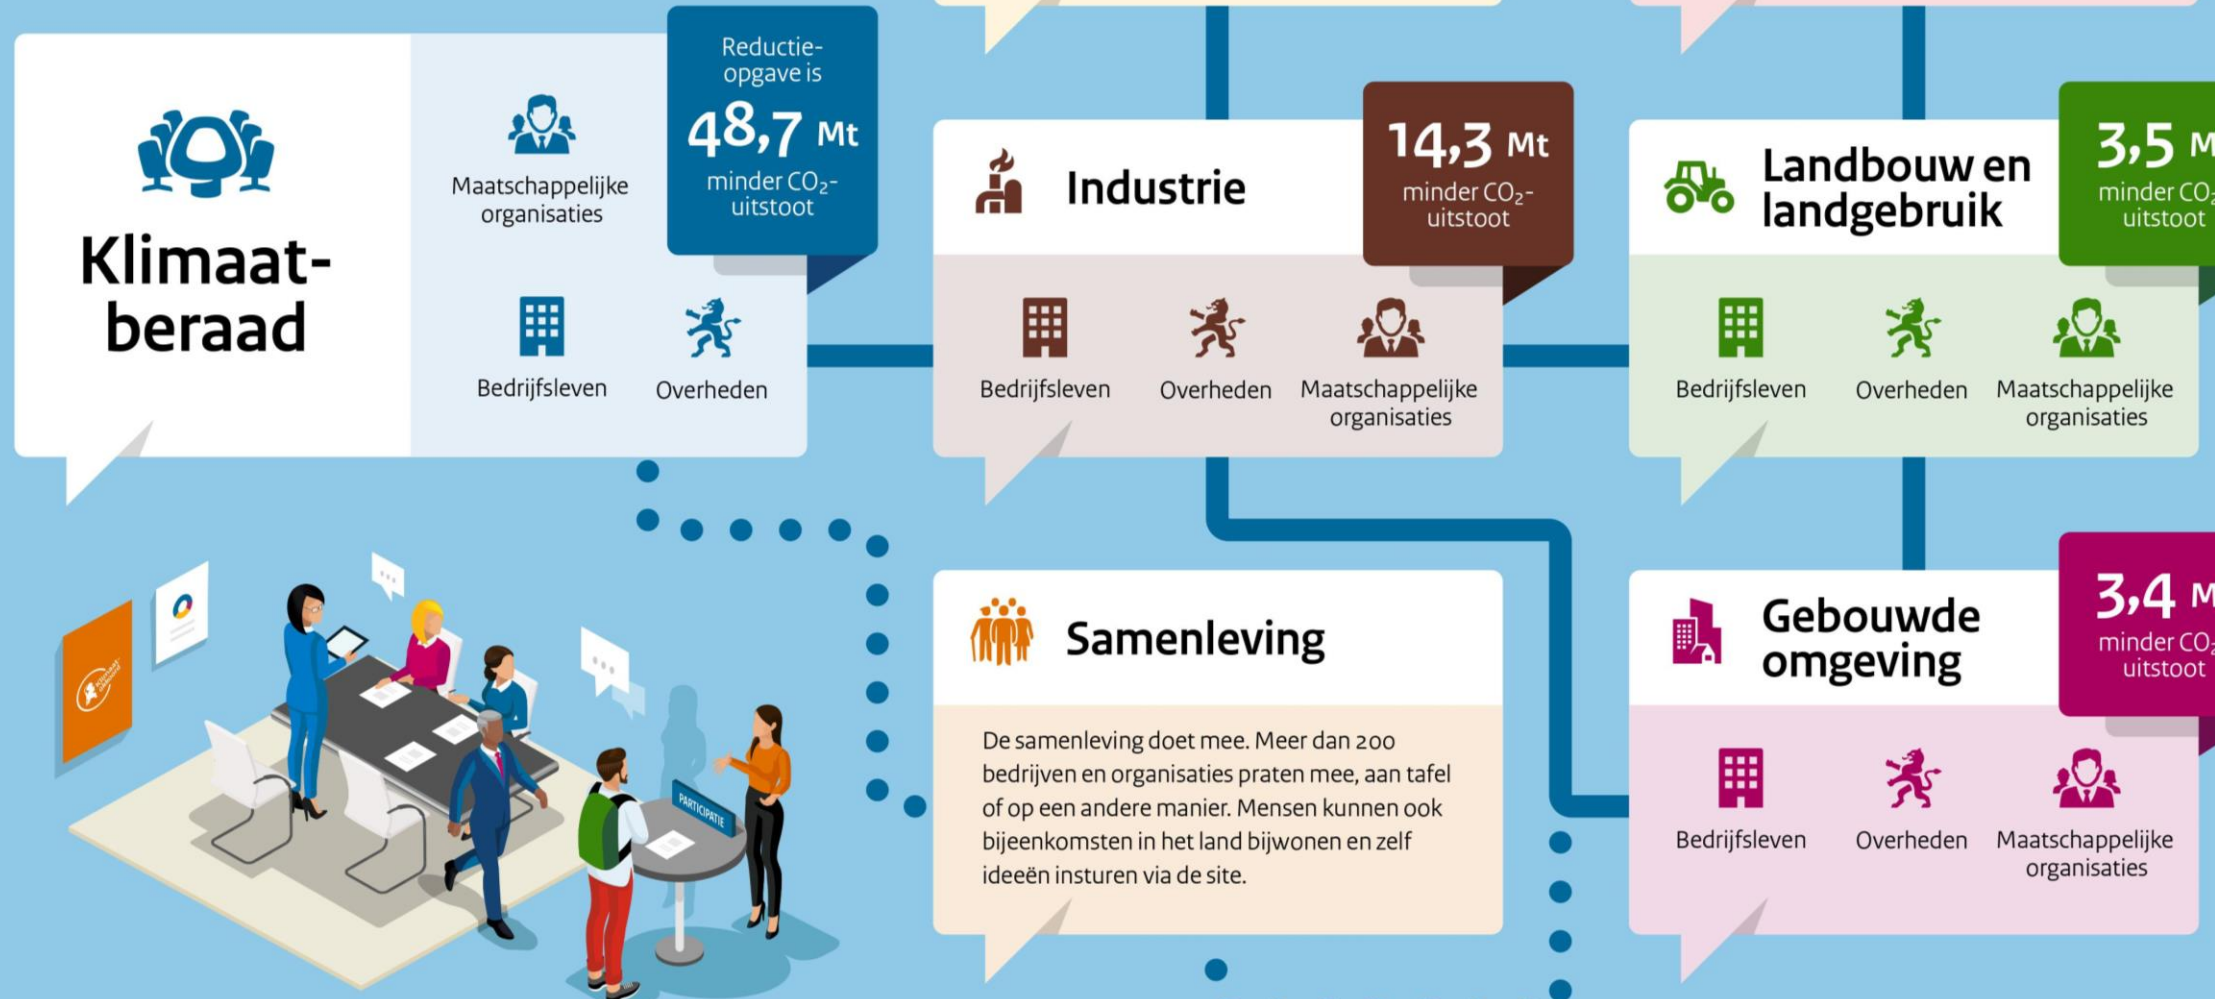 Klimaat-
beraad
Maatschappelijke
organisaties
Bedrijfsleven
Overheden
Reductie-
opgave is
48,7 Mt
minder CO₂-
uitstoot
Industrie
14,3 Mt
minder CO₂-
uitstoot
Bedrijfsleven
Overheden
Maatschappelijke
organisaties
Landbouw en
landgebruik
3,5
minder CO₂
uitstoot
Bedrijfsleven
Overheden
Maatschappelijke
organisaties
PARTICIPATIE
Samenleving
De samenleving doet mee. Meer dan 200
bedrijven en organisaties praten mee, aan tafel
of op een andere manier. Mensen kunnen ook
bijeenkomsten in het land bijwonen en zelf
ideeën insturen via de site.
Gebouwde
omgeving
3,4
minder CO₂
uitstoot
Bedrijfsleven
Overheden
Maatschappelijke
organisaties